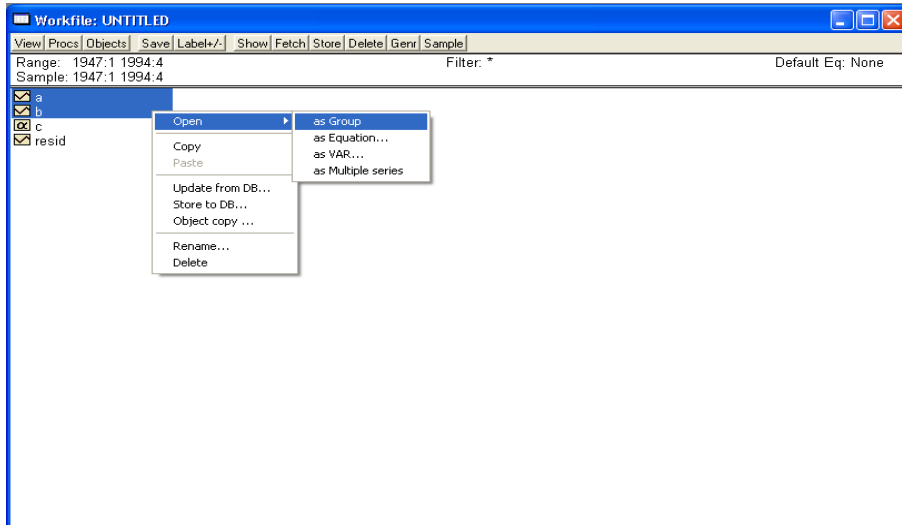 Workfile: UNTITLED
View Procs Objects Save Label+/- Show Fetch Store Delete Genr Sample
Range: 1947:1 1994:4 Filter: * Default Eq: None
Sample: 1947:1 1994:4
a
b
α c
resid
Open
Copy
Paste
Update from DB...
Store to DB...
Object copy ...
Rename...
Delete
as Group
as Equation...
as VAR...
as Multiple series